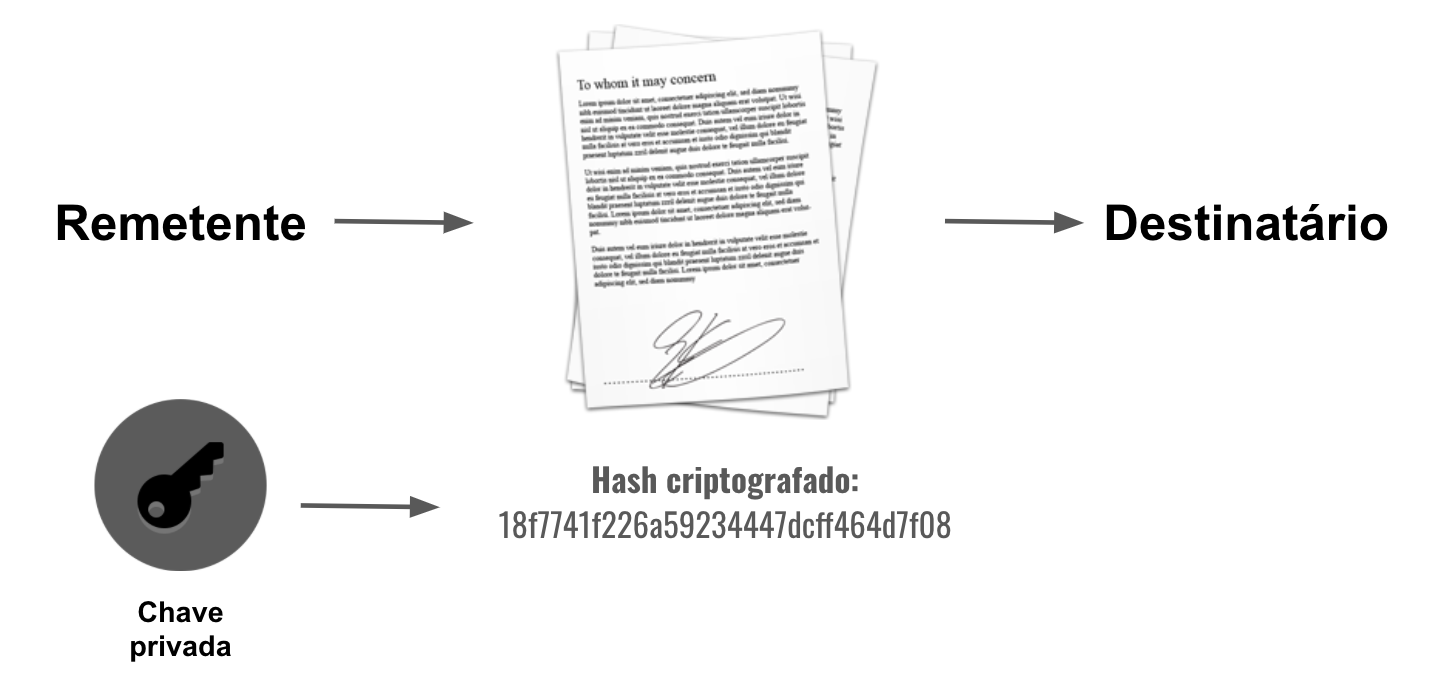 To whom it may concern
Lorem ipsum dolor sit amet, consectetuer adipiscing elit, sed diam nonummy
nibh euismod tincidunt ut laoreet dolore magna aliquam erat volutpat. Ut wisi
enim ad minim veniam, quis nostrud exerci tation ullamcorper suscipit lobortis
nisl ut aliquip ex ea commodo consequat. Duis autem vel eum iriure dolor in
hendrerit in vulputate velit esse molestie consequat, vel illum dolore eu feugiat
nulla facilisis at vero eros et accumsan et iusto odio dignissim qui blandit
praesent luptatum zzril delenit augue duis dolore te feugait nulla facilisi.
Ut wisi enim ad minim veniam, quis nostrud exerci tation ullamcorper suscipit
lobortis nisl ut aliquip ex ea commodo consequat. Duis autem vel eum iriure
dolor in hendrerit in vulputate velit esse molestie consequat, vel illum dolore
eu feugiat nulla facilisis at vero eros et accumsan et iusto odio dignissim qui
blandit praesent luptatum zzril delenit augue duis dolore te feugait nulla
facilisi. Lorem ipsum dolor sit amet, consectetuer adipiscing elit, sed diam
nonummy nibh euismod tincidunt ut laoreet dolore magna aliquam erat volut-
pat.
Duis autem vel eum iriure dolor in hendrerit in vulputate velit esse molestie
consequat, vel illum dolore eu feugiat nulla facilisis at vero eros et accumsan et
iusto odio dignissim qui blandit praesent luptatum zzril delenit augue duis
dolore te feugait nulla facilisi. Lorem ipsum dolor sit amet, consectetuer
adipiscing elit, sed diam nonummy
Remetente
Destinatário
Hash criptografado:
18f7741f226a59234447dcff464d7f08
Chave
privada